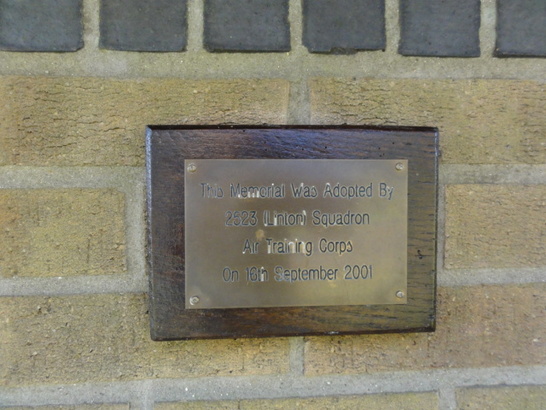 This Memorial Was Adopted By
2523 (Linton) Squadron
Air Training Corps
On 16th September 2001